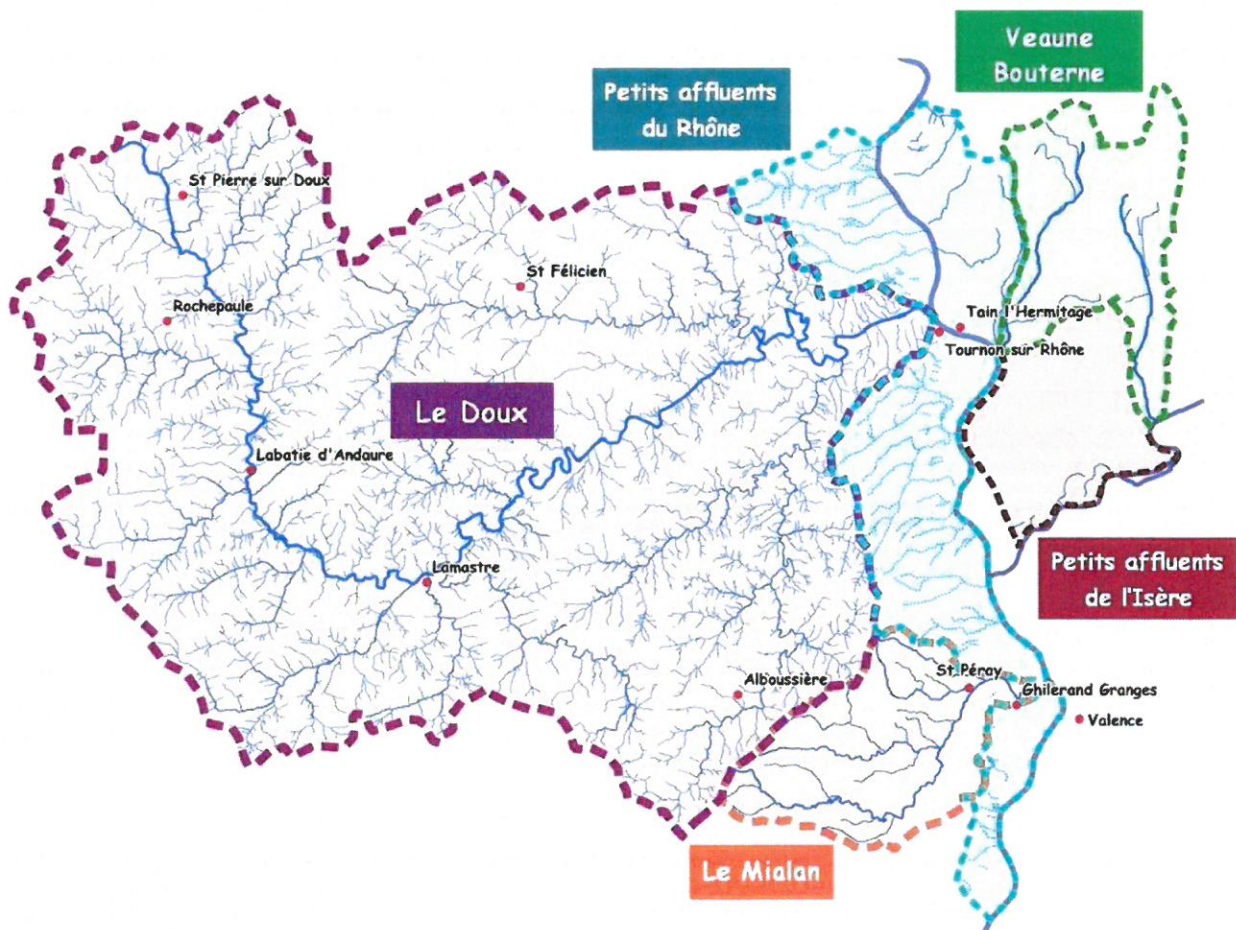 Veaune
Bouterne
Petits affluents
du Rhône
St Pierre sur Doux
St Félicien
Rochepaule
Tain l'Hermitage
Tournon sur Rhône
Le Doux
Labatie d'Andaure
Lamastre
Petits affluents
de l'Isère
St Péray
Alboussière
Ghilerand Granges
Valence
Le Mialan